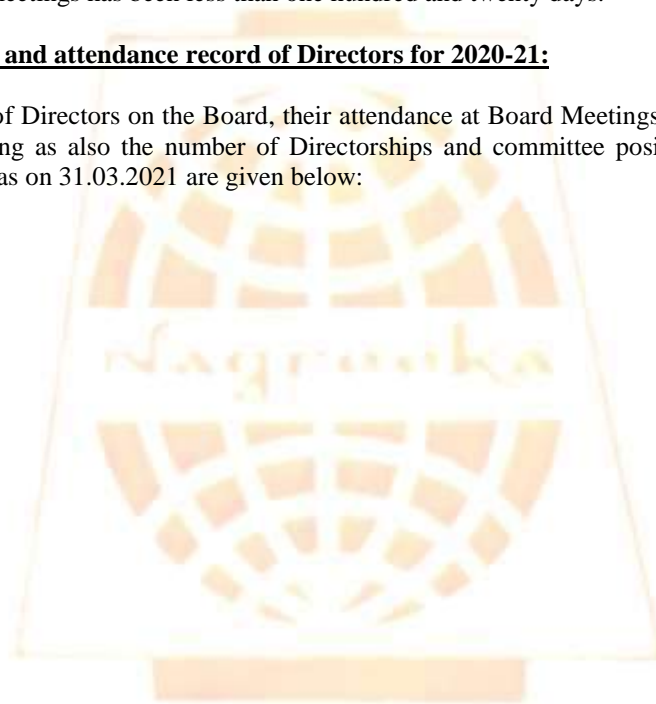 eetings has been less than one hundred and twenty days.
and attendance record of Directors for 2020-21:
of Directors on the Board, their attendance at Board Meetings
ng as also the number of Directorships and committee posi
as on 31.03.2021 are given below:
Nagreeka